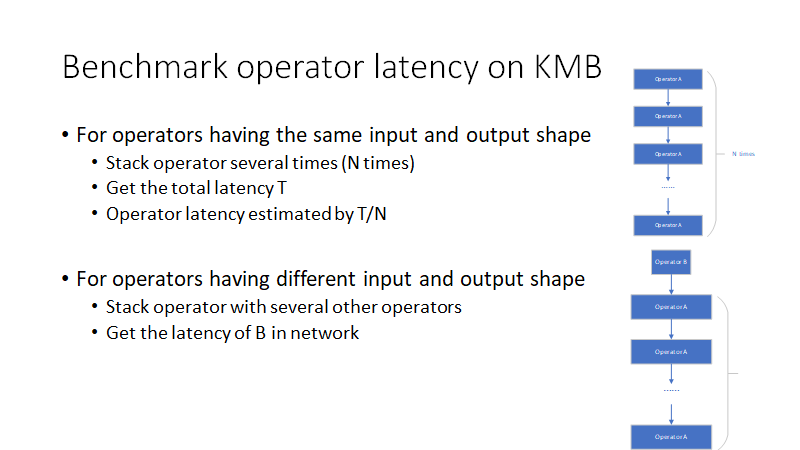 Benchmark operator latency on KMB
• For operators having the same input and output shape
• Stack operator several times (N times)
• Get the total latency T
• Operator latency estimated by T/N
• For operators having different input and output shape
• Stack operator with several other operators
• Get the latency of B in network
Operator A
Operator A
Operator A
N times
......
Operator A
Operator B
Operator A
Operator A
......
Operator A